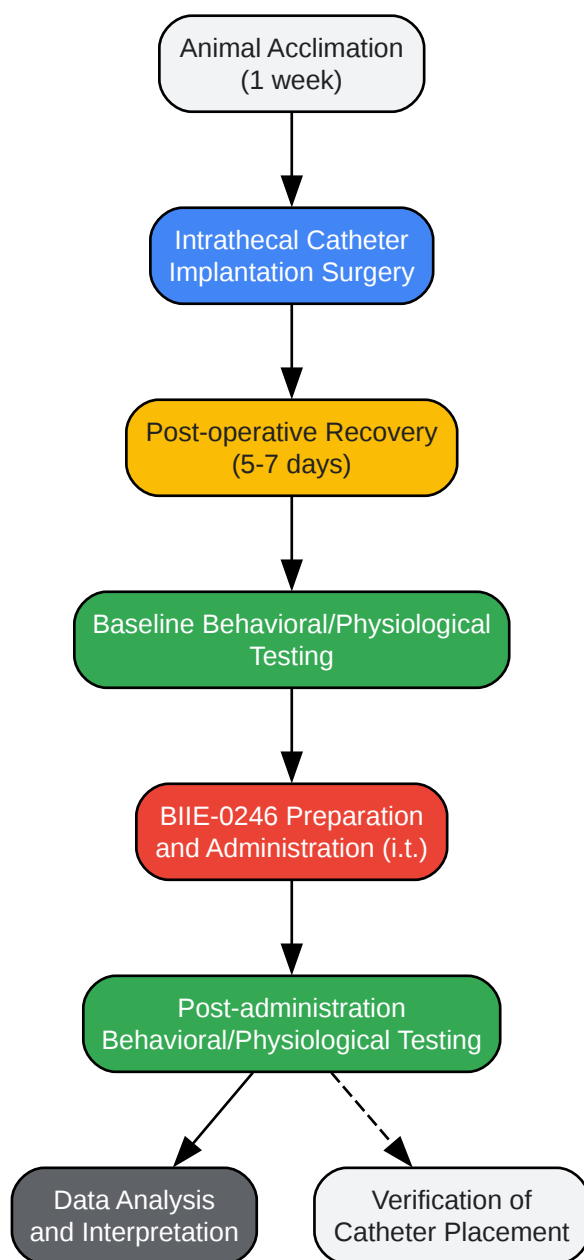 Animal Acclimation
(1 week)
Intrathecal Catheter
Implantation Surgery
Post-operative Recovery
(5-7 days)
Baseline Behavioral/Physiological
Testing
BIIE-0246 Preparation
and Administration (i.t.)
Post-administration
Behavioral/Physiological Testing
Data Analysis
and Interpretation
Verification of
Catheter Placement